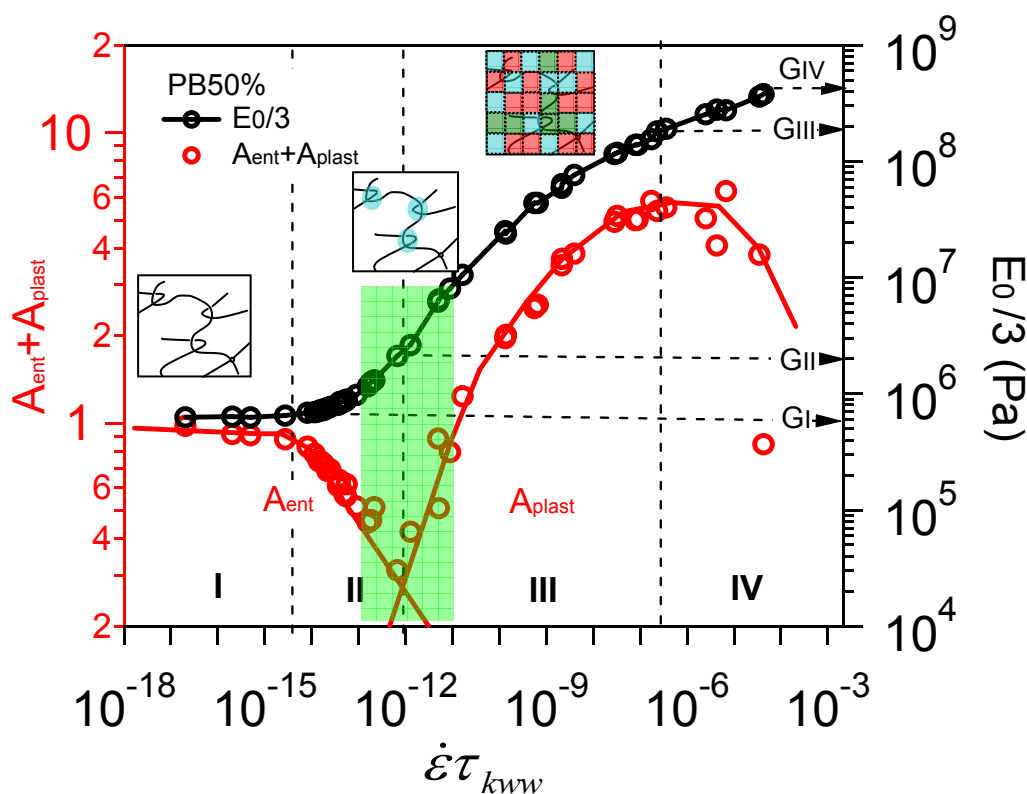 2
10
6
4
2
1
6
4
2
Aent+Aplast
PB50%
E0/3
Aent+Aplast
GIV
GIII
GII
GI
10^9
10^8
10^7
10^6
10^5
10^4
E0/3 (Pa)
Aent
Aplast
I
II
III
IV
10^-18
10^-15
10^-12
10^-9
10^-6
10^-3
ε̇τkww